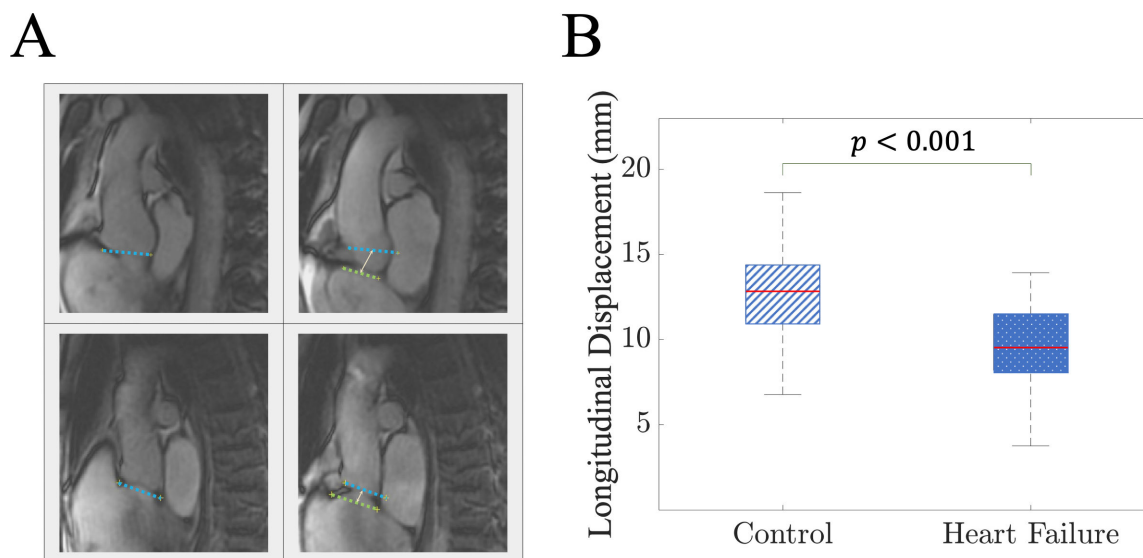 A
B
Longitudinal Displacement (mm)
p < 0.001
20
15
10
5
Control
Heart Failure